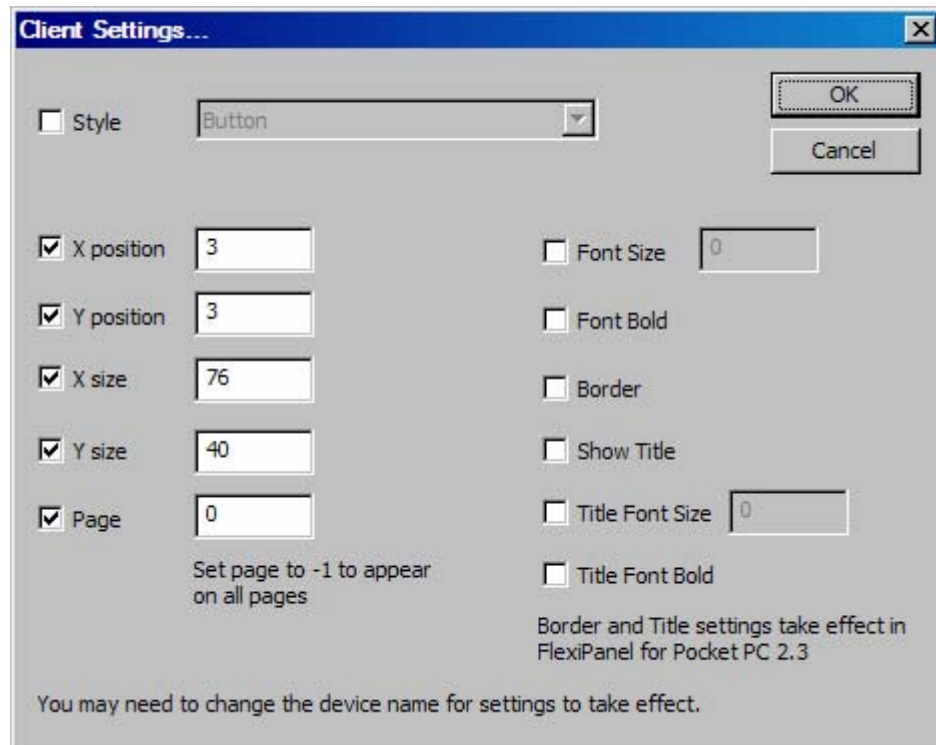 Client Settings...
OK
Style
Button
Cancel
X position
3
Font Size
0
Y position
3
Font Bold
X size
76
Border
Y size
40
Show Title
Page
0
Title Font Size
0
Set page to -1 to appear
on all pages
Title Font Bold
Border and Title settings take effect in
FlexiPanel for Pocket PC 2.3
You may need to change the device name for settings to take effect.